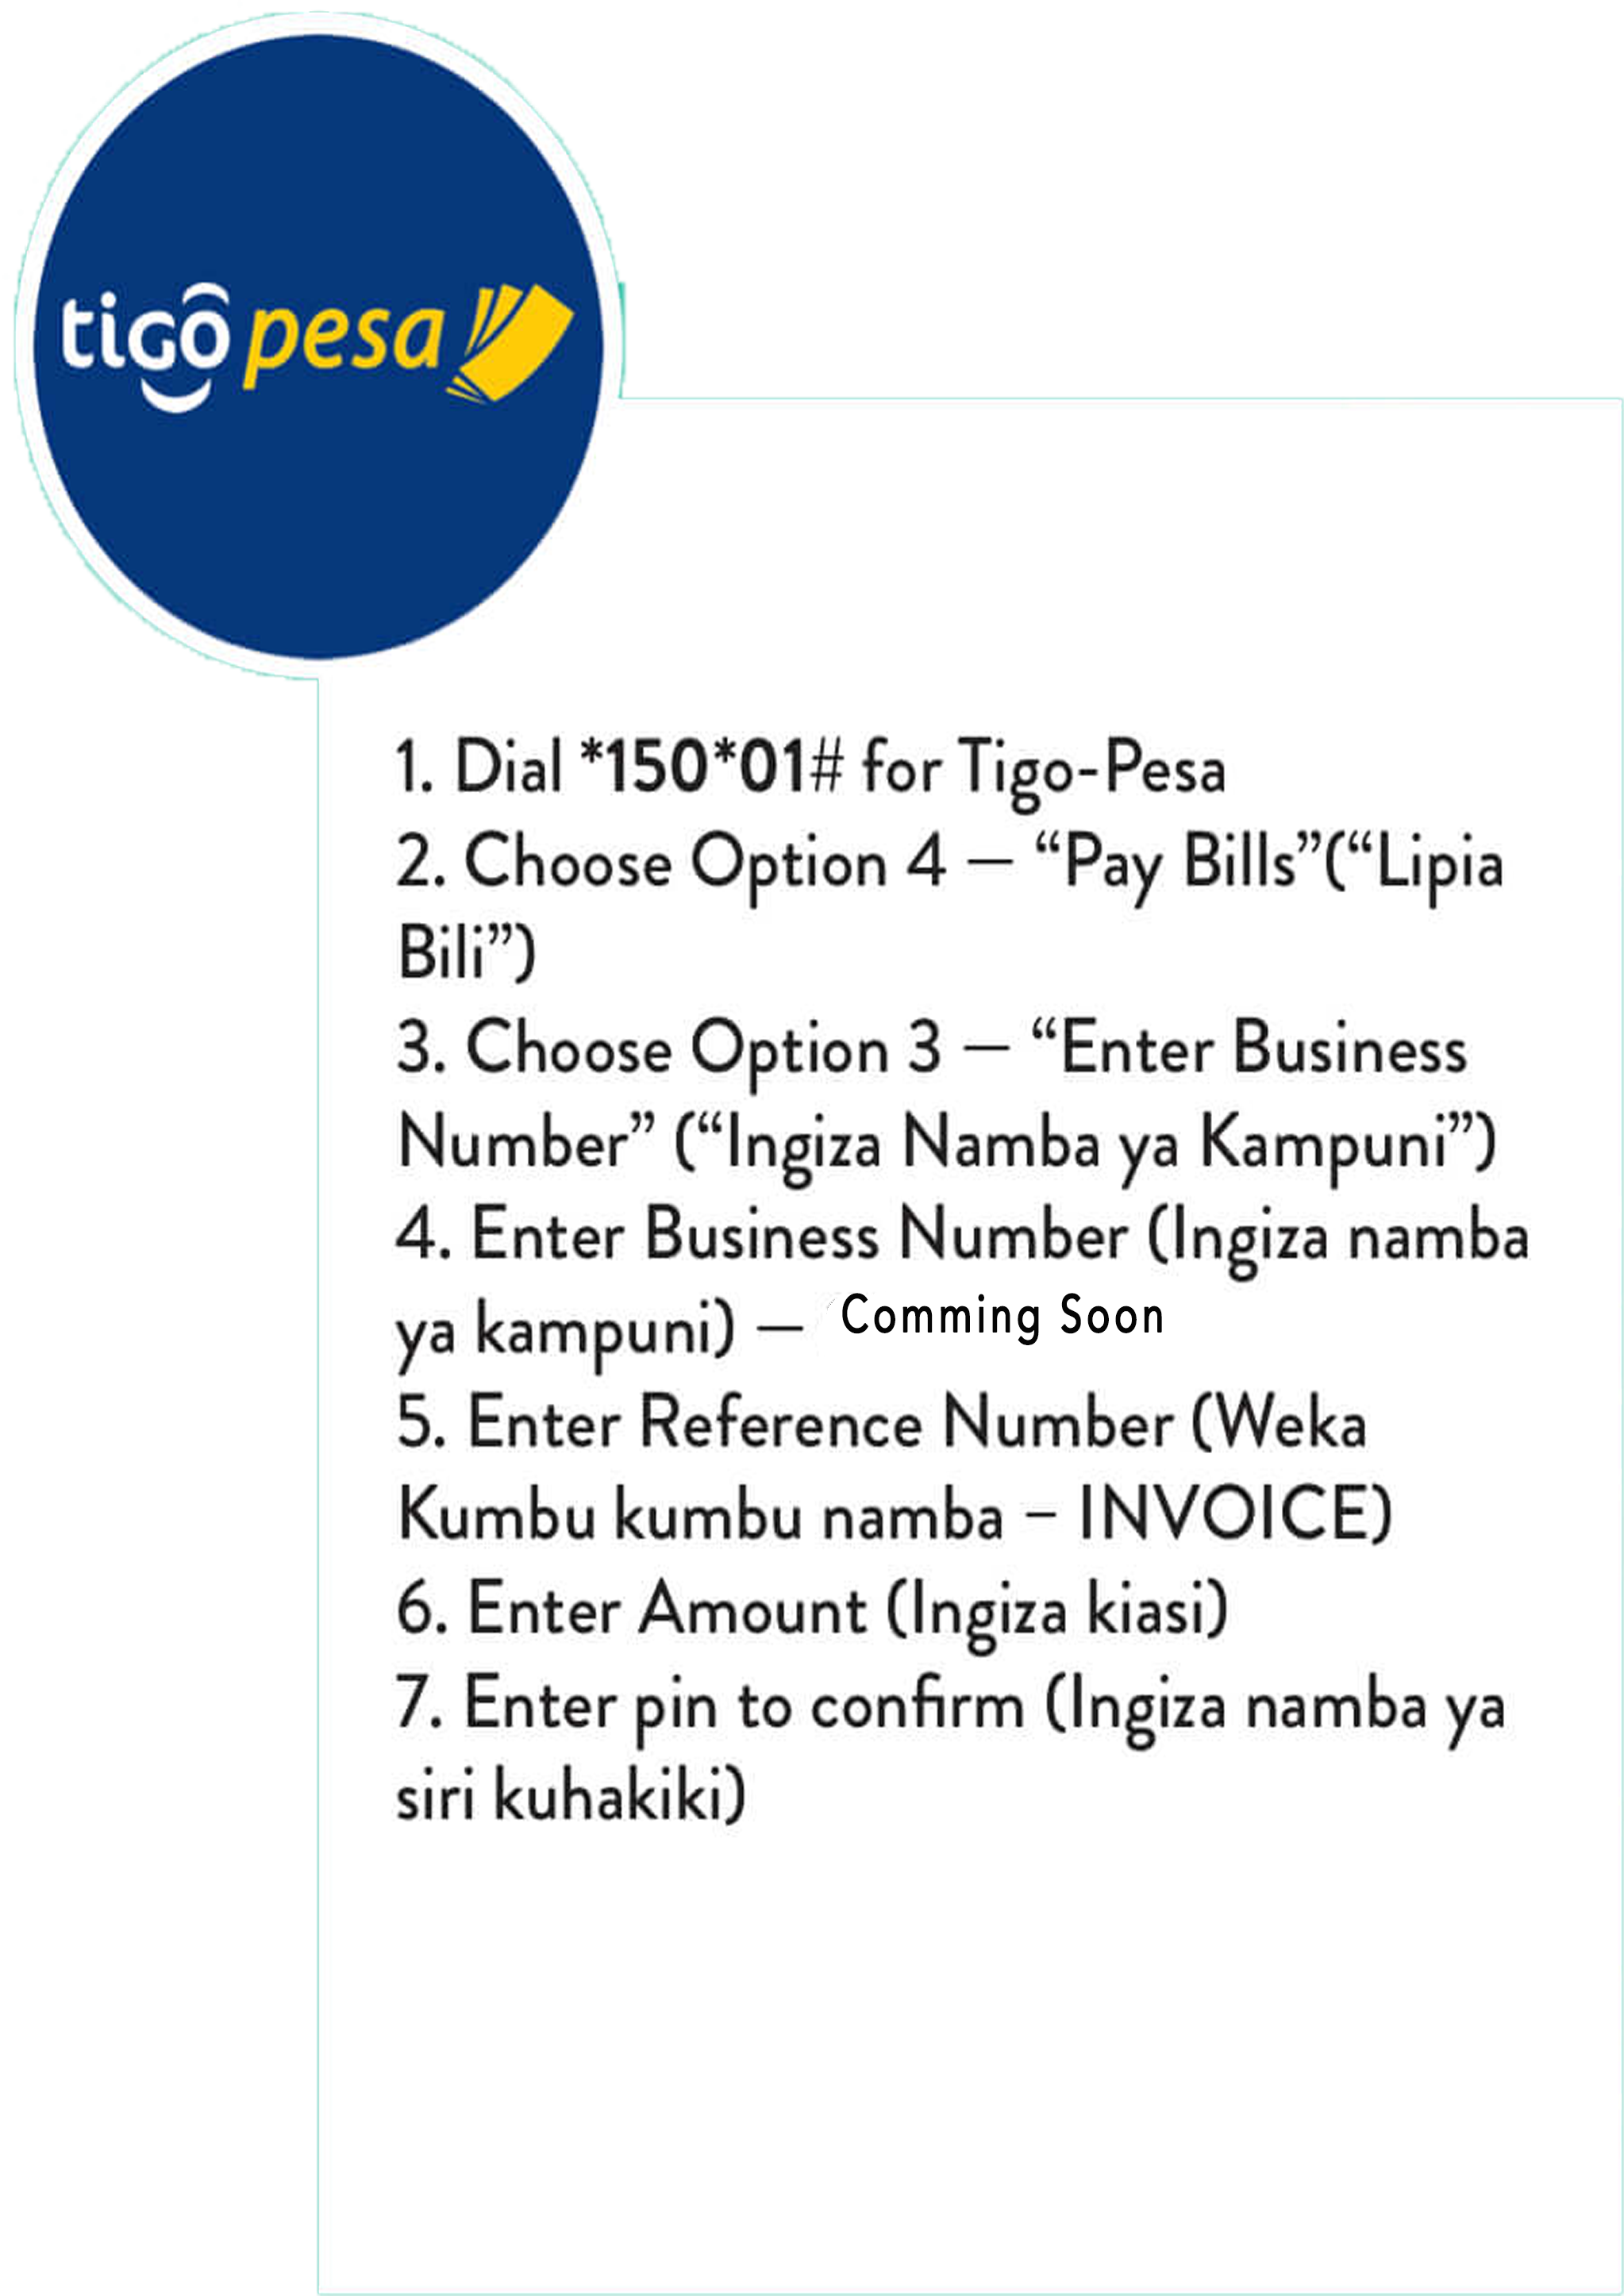 tigo pesa
1. Dial *150*01# for Tigo-Pesa
2. Choose Option 4 – “Pay Bills”(“Lipia
Bili”)
3. Choose Option 3 – “Enter Business
Number” (“Ingiza Namba ya Kampuni”)
4. Enter Business Number (Ingiza namba
ya kampuni) – Comming Soon
5. Enter Reference Number (Weka
Kumbu kumbu namba – INVOICE)
6. Enter Amount (Ingiza kiasi)
7. Enter pin to confirm (Ingiza namba ya
siri kuhakiki)